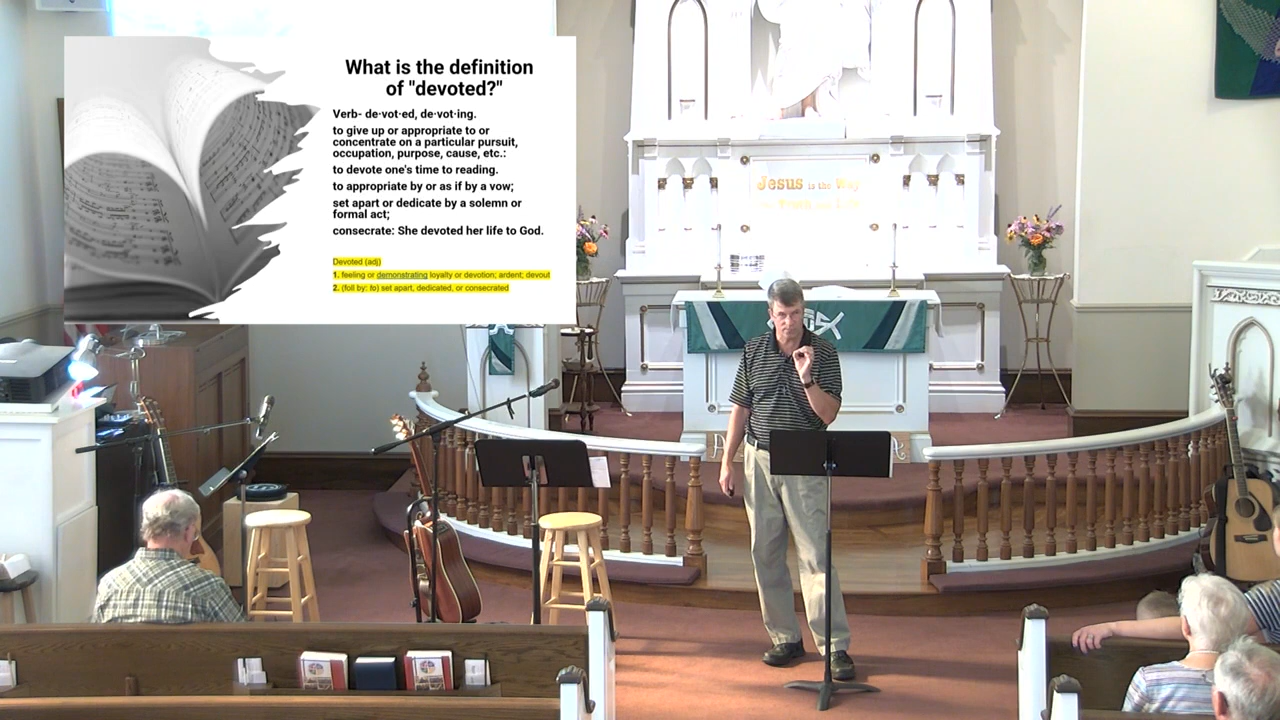 What is the definition
of "devoted?"
Verb- de·vot·ed, de·vot·ing.
to give up or appropriate to or
concentrate on a particular pursuit,
occupation, purpose, cause, etc.:
to devote one's time to reading.
to appropriate by or as if by a vow;
set apart or dedicate by a solemn or
formal act;
consecrate: She devoted her life to God.
Devoted (adj)
1. feeling or demonstrating loyalty or devotion; ardent; devout
2. (foll by: to) set apart, dedicated, or consecrated
Jesus is the Way